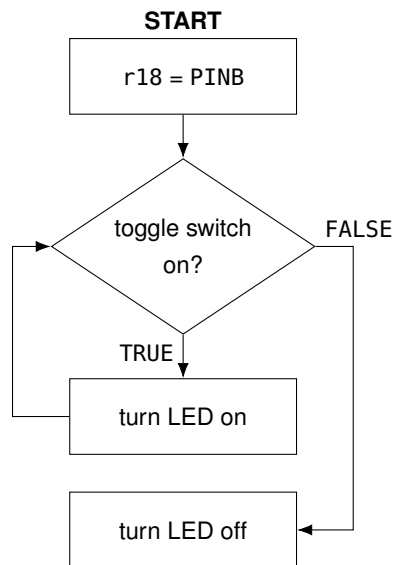 START
r18 = PINB
toggle switch
on?
FALSE
TRUE
turn LED on
turn LED off